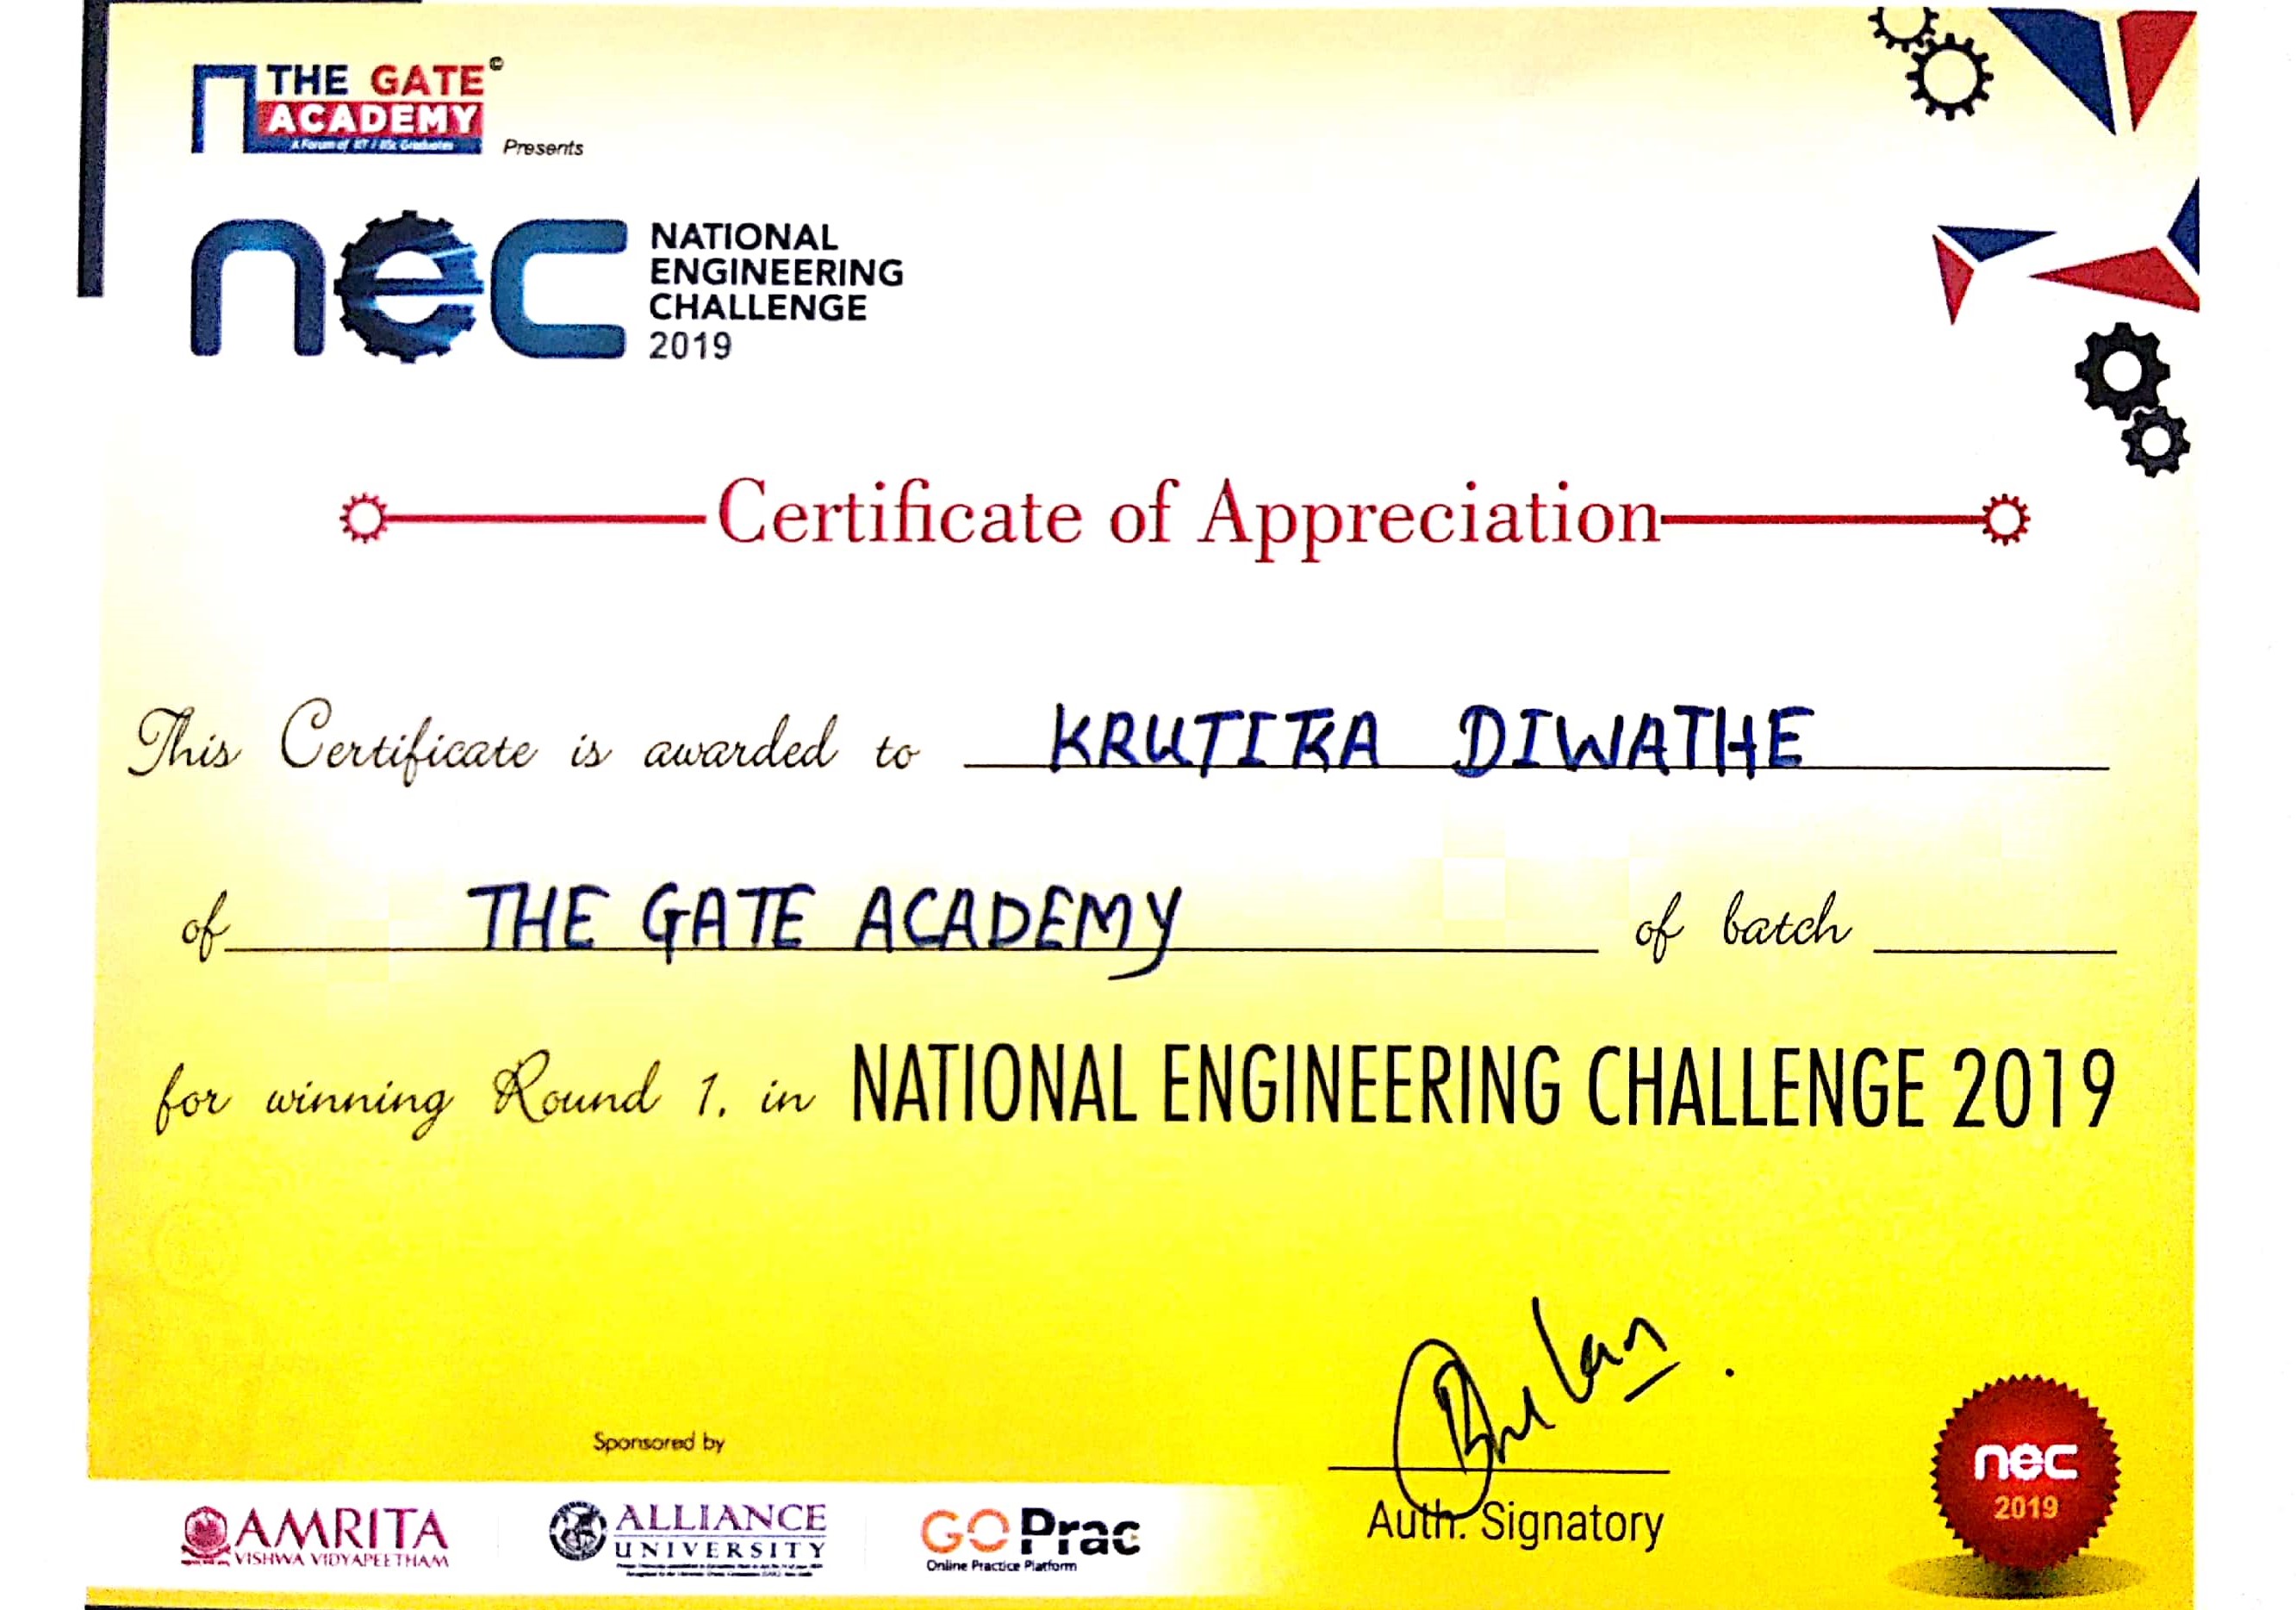 THE GATE©
ACADEMY
A Forum of IIT / IISc Graduates
Presents
nec
NATIONAL
ENGINEERING
CHALLENGE
2019
Certificate of Appreciation
This Certificate is awarded to KRUTIKA DIWATHE
of THE GATE ACADEMY of batch
for winning Round 1. in NATIONAL ENGINEERING CHALLENGE 2019
Sponsored by
AMRITA
VISHWA VIDYAPEETHAM
ALLIANCE
UNIVERSITY
GO Prac
Online Practice Platform
Auth. Signatory
nec
2019